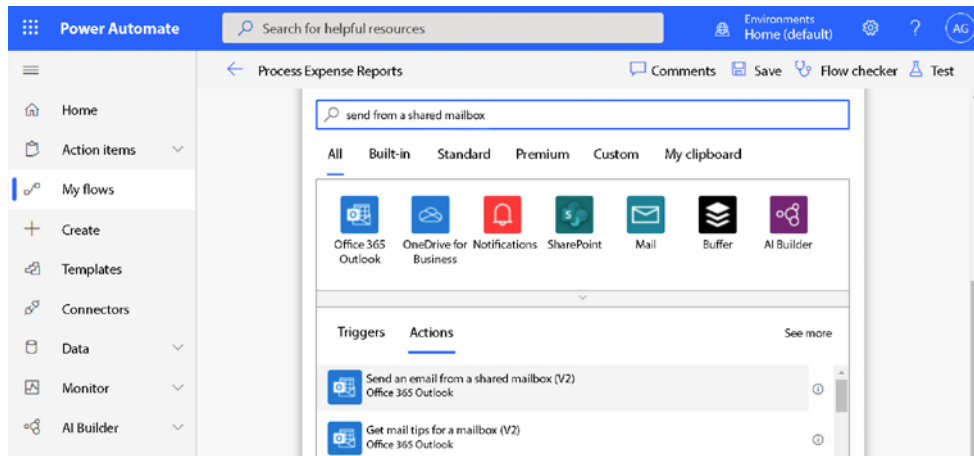 Power Automate
Search for helpful resources
Environments
Home (default)
?
AG
Process Expense Reports
Comments
Save
Flow checker
Test
Home
Action items
My flows
Create
Templates
Connectors
Data
Monitor
AI Builder
send from a shared mailbox
All
Built-in
Standard
Premium
Custom
My clipboard
Office 365
Outlook
OneDrive for
Business
Notifications
SharePoint
Mail
Buffer
AI Builder
Triggers
Actions
See more
Send an email from a shared mailbox (V2)
Office 365 Outlook
Get mail tips for a mailbox (V2)
Office 365 Outlook